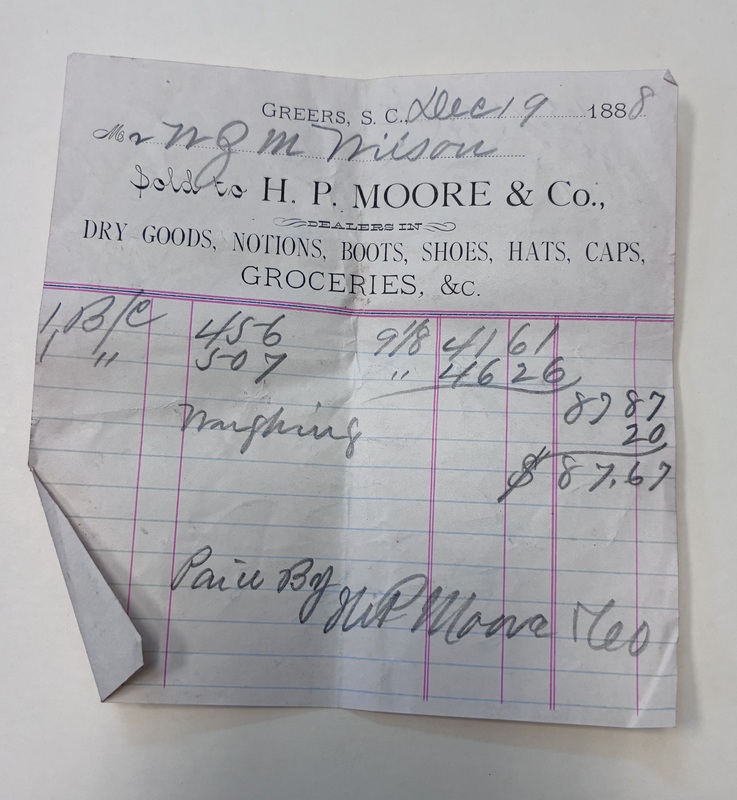 GREERS, S. C., Dec 19 1888
Mr W J M Wilson
Sold to H. P. MOORE & Co.,
DEALERS IN
DRY GOODS, NOTIONS, BOOTS, SHOES, HATS, CAPS,
GROCERIES, &C.
1 B/C 456 9 1/8 41 61
1 " 507 " 46 26
87 87
Weighing 20
$ 87.67
Paid By H P Moore & Co